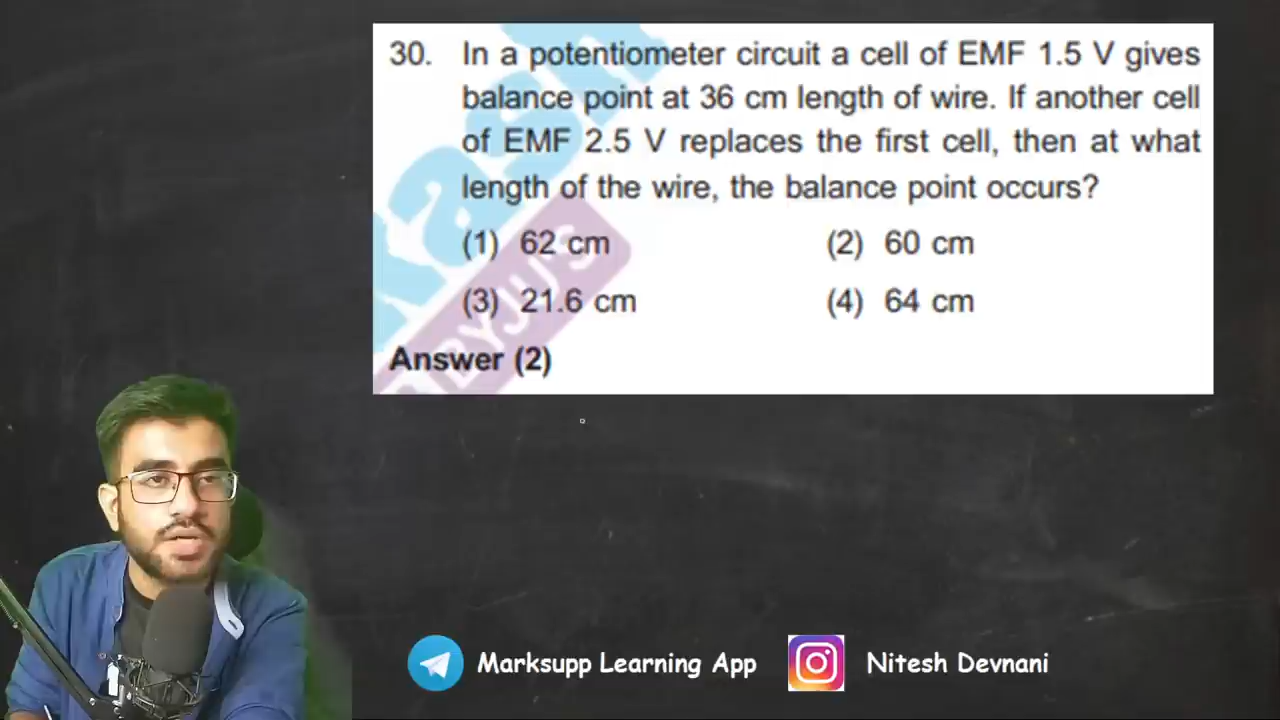 30. In a potentiometer circuit a cell of EMF 1.5 V gives
balance point at 36 cm length of wire. If another cell
of EMF 2.5 V replaces the first cell, then at what
length of the wire, the balance point occurs?
(1) 62 cm (2) 60 cm
(3) 21.6 cm (4) 64 cm
Answer (2)
BYJU'S
Marksupp Learning App Nitesh Devnani